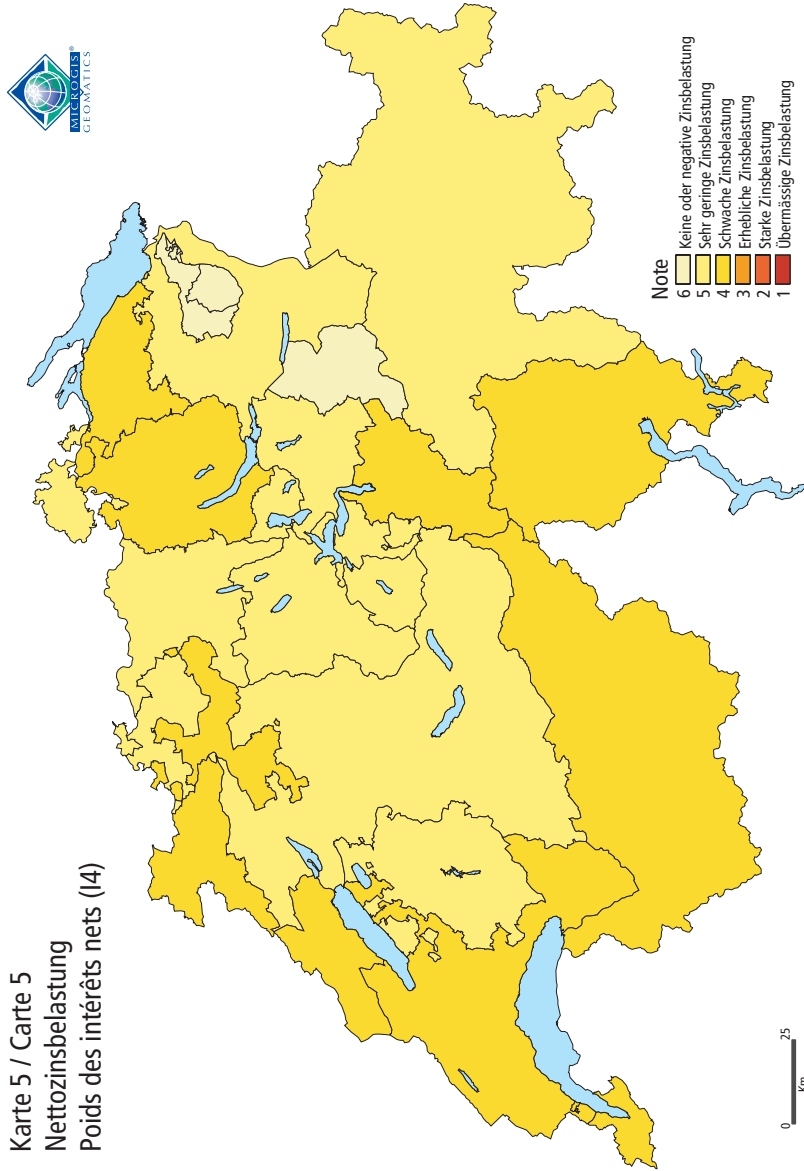 Karte 5 / Carte 5
Nettozinsbelastung
Poids des intérêts nets (I4)
MICROGIS®
GEOMATICS
Note
6 Keine oder negative Zinsbelastung
5 Sehr geringe Zinsbelastung
4 Schwache Zinsbelastung
3 Erhebliche Zinsbelastung
2 Starke Zinsbelastung
1 Übermässige Zinsbelastung
0 25
Km